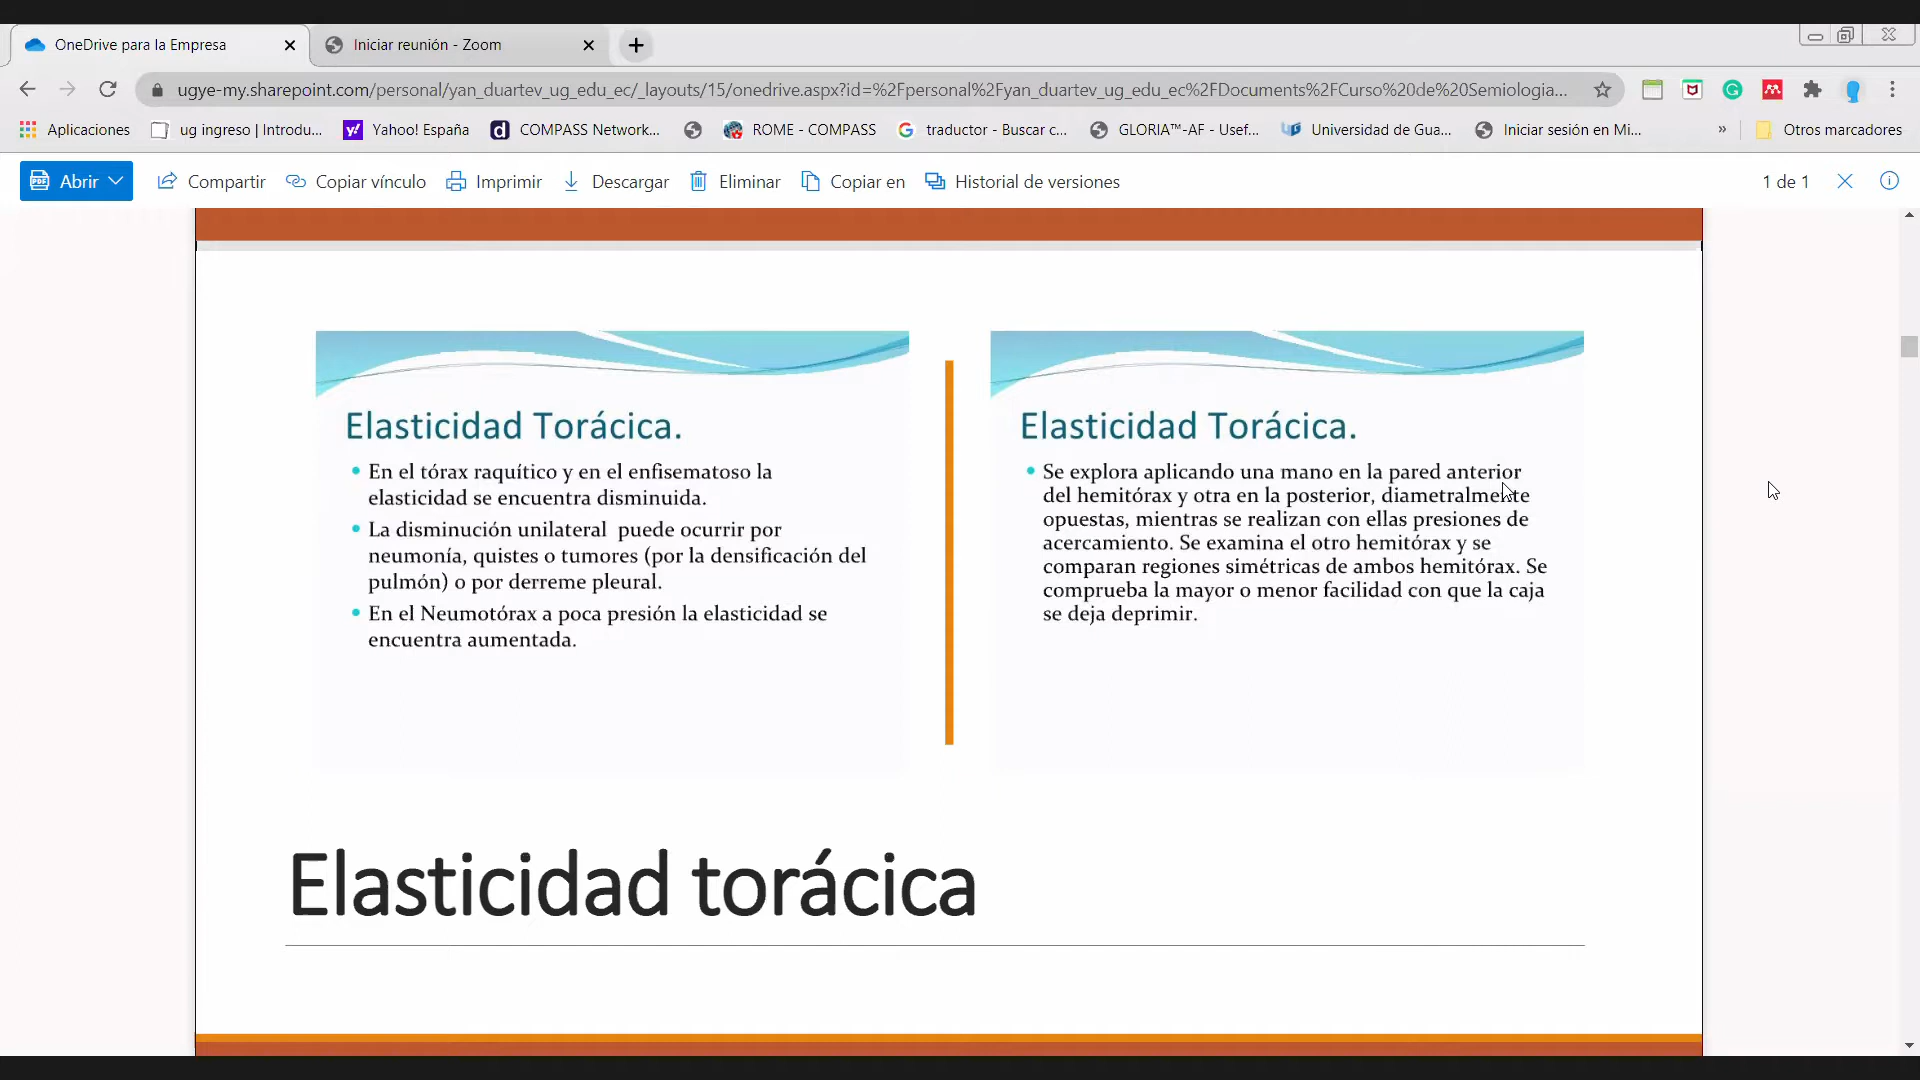 OneDrive para la Empresa
Iniciar reunión - Zoom
ugye-my.sharepoint.com/personal/yan_duartev_ug_edu_ec/_layouts/15/onedrive.aspx?id=%2Fpersonal%2Fyan_duartev_ug_edu_ec%2FDocuments%2FCurso%20de%20Semiologia...
Aplicaciones
ug ingreso | Introdu...
Yahoo! España
COMPASS Network...
ROME - COMPASS
traductor - Buscar c...
GLORIA™-AF - Usef...
Universidad de Gua...
Iniciar sesión en Mi...
»
Otros marcadores
PDF
Abrir
Compartir
Copiar vínculo
Imprimir
Descargar
Eliminar
Copiar en
Historial de versiones
1 de 1
Elasticidad Torácica.
• En el tórax raquítico y en el enfisematoso la
elasticidad se encuentra disminuida.
• La disminución unilateral puede ocurrir por
neumonía, quistes o tumores (por la densificación del
pulmón) o por derreme pleural.
• En el Neumotórax a poca presión la elasticidad se
encuentra aumentada.
Elasticidad Torácica.
• Se explora aplicando una mano en la pared anterior
del hemitórax y otra en la posterior, diametralmente
opuestas, mientras se realizan con ellas presiones de
acercamiento. Se examina el otro hemitórax y se
comparan regiones simétricas de ambos hemitórax. Se
comprueba la mayor o menor facilidad con que la caja
se deja deprimir.
Elasticidad torácica